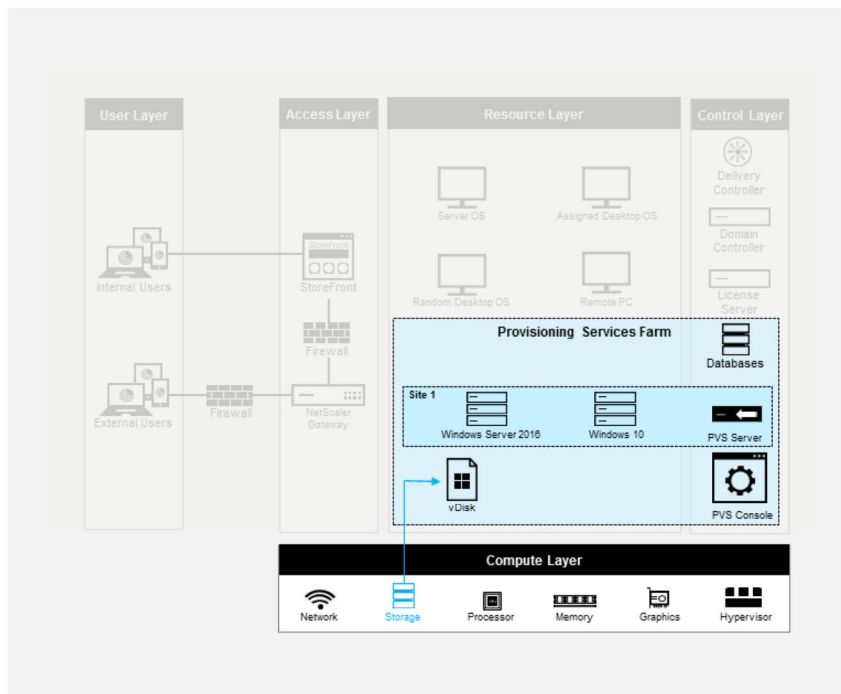 User Layer
Access Layer
Resource Layer
Control Layer
Delivery
Controller
Server OS
Assigned Desktop OS
Domain
Controller
StoreFront
Internal Users
StoreFront
Random Desktop OS
Remote PC
License
Server
Provisioning Services Farm
Firewall
Databases
Site 1
External Users
Firewall
NetScaler
Gateway
Windows Server 2016
Windows 10
PVS Server
vDisk
PVS Console
Compute Layer
Network
Storage
Processor
Memory
Graphics
Hypervisor